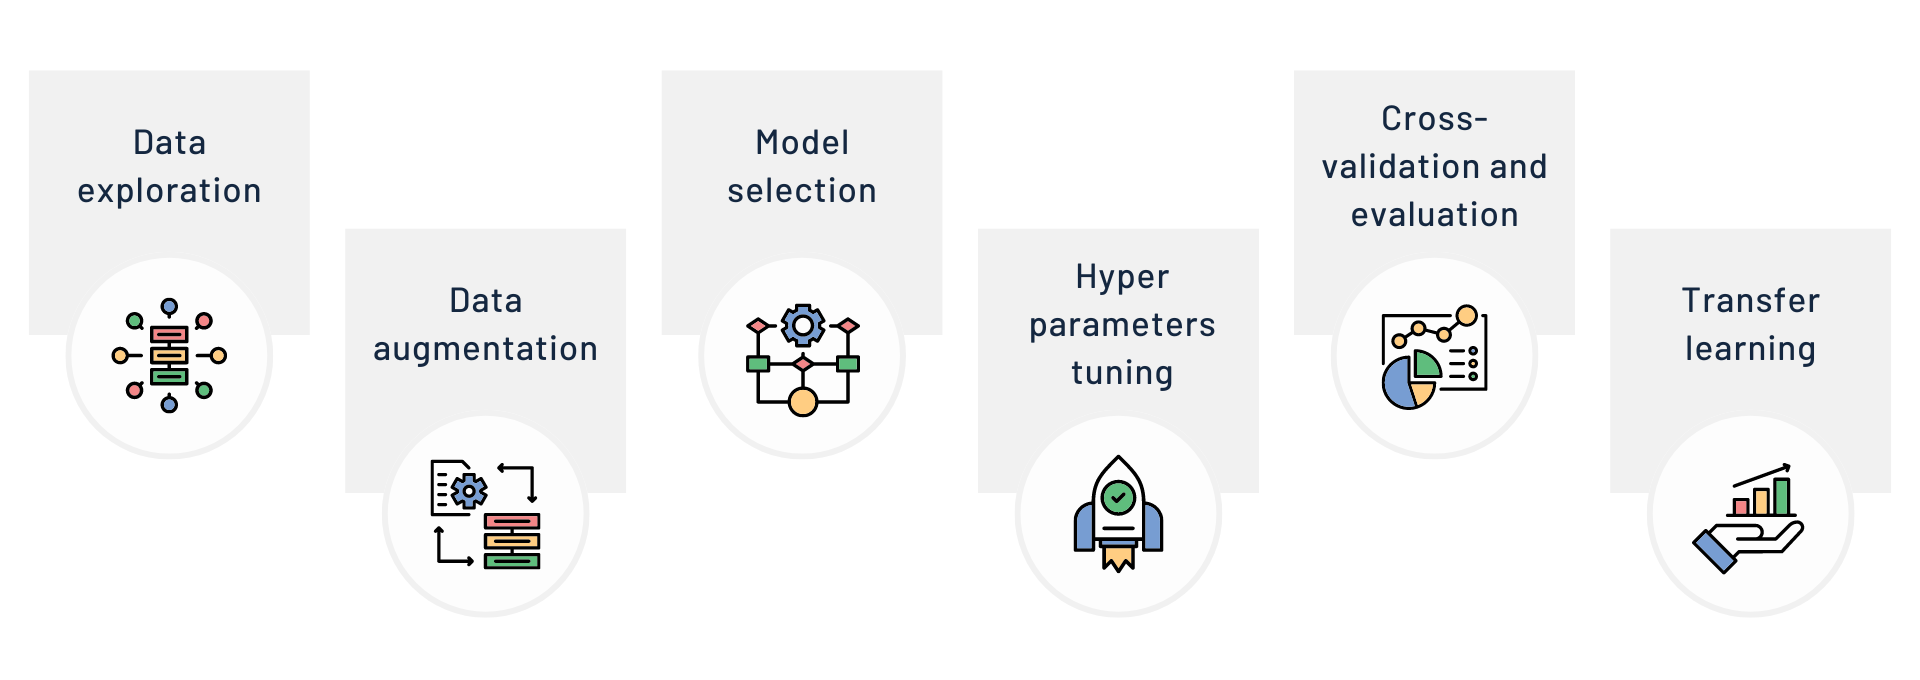 Data
exploration
Data
augmentation
Model
selection
Hyper
parameters
tuning
Cross-
validation and
evaluation
Transfer
learning